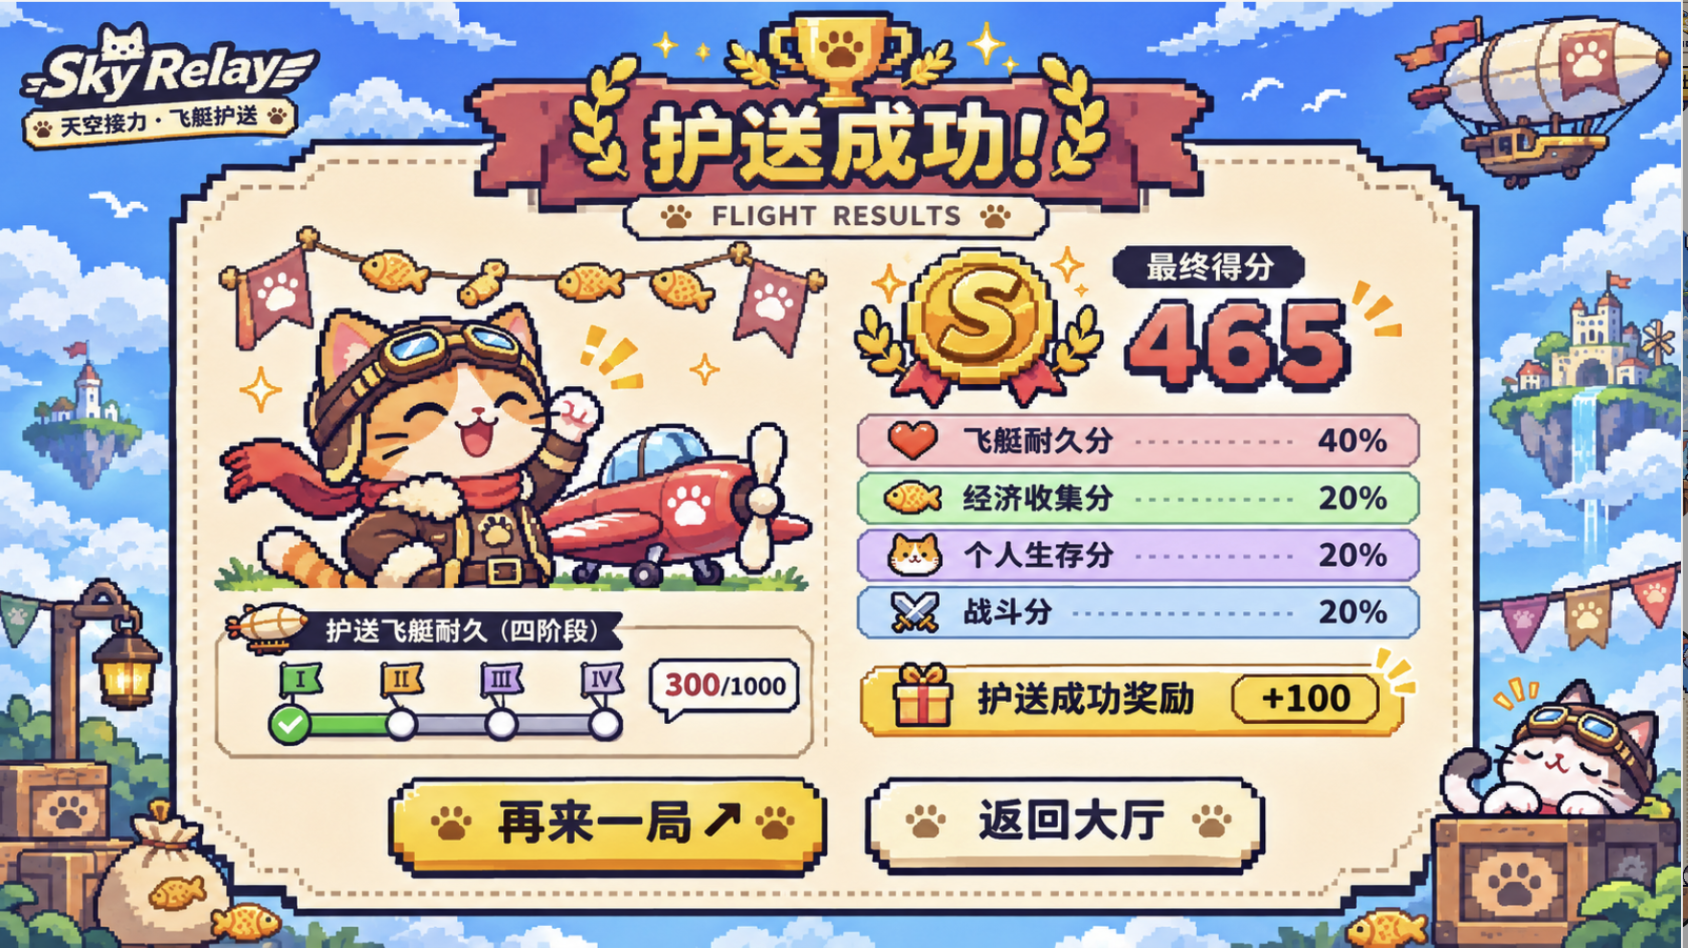 Sky Relay
天空接力·飞艇护送
护送成功!
FLIGHT RESULTS
S
最终得分
465
飞艇耐久分 40%
经济收集分 20%
个人生存分 20%
战斗分 20%
护送飞艇耐久 (四阶段)
I II III IV
300/1000
护送成功奖励 +100
再来一局↗
返回大厅